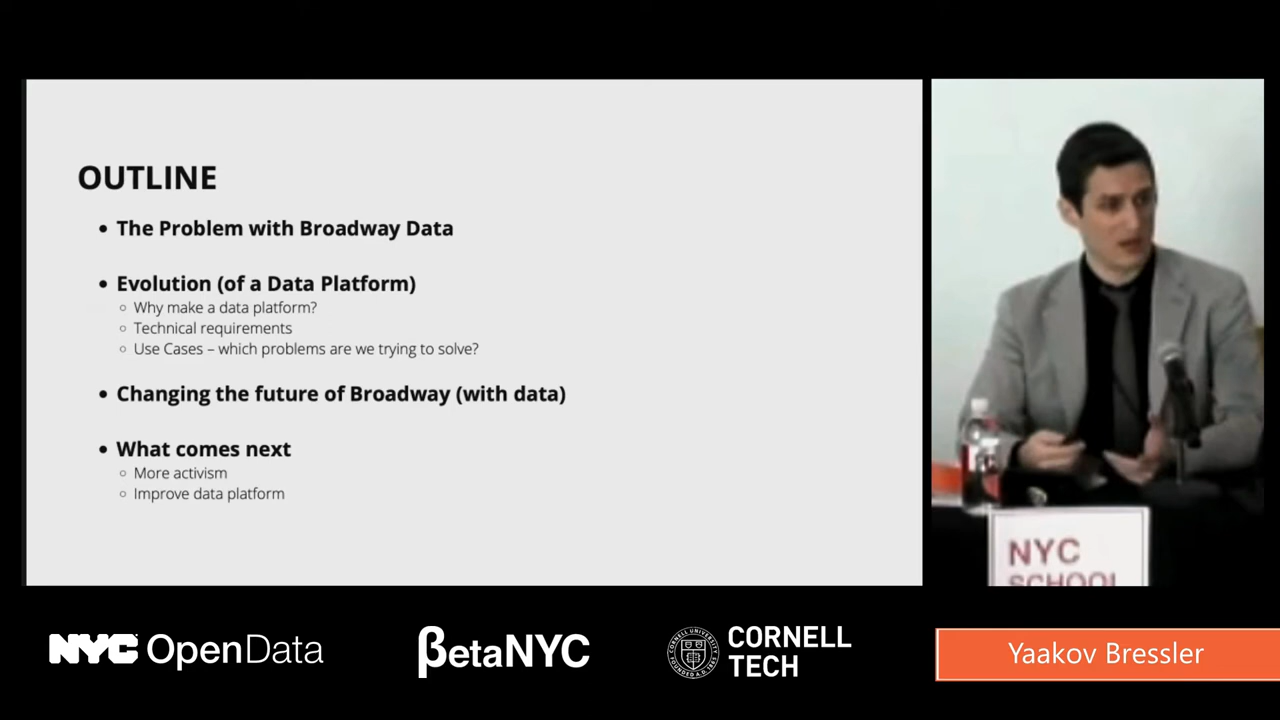 OUTLINE
The Problem with Broadway Data
Evolution (of a Data Platform)
Why make a data platform?
Technical requirements
Use Cases – which problems are we trying to solve?
Changing the future of Broadway (with data)
What comes next
More activism
Improve data platform
NYC
SCHOOL
NYC OpenData
βetaNYC
CORNELL
TECH
Yaakov Bressler